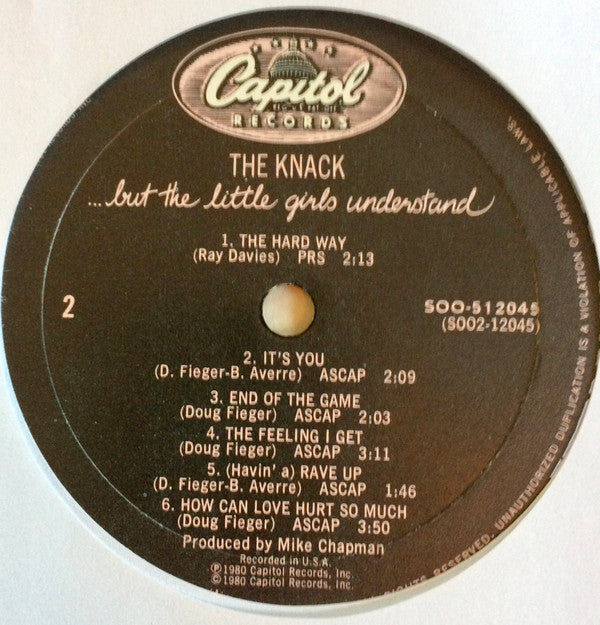 Capitol
RECORDS
THE KNACK
...but the little girls understand
1. THE HARD WAY
(Ray Davies) PRS 2:13
2
SOO-512045
(SOO2-12045)
2. IT'S YOU
(D. Fieger-B. Averre) ASCAP 2:09
3. END OF THE GAME
(Doug Fieger) ASCAP 2:03
4. THE FEELING I GET
(Doug Fieger) ASCAP 3:11
5. (Havin' a) RAVE UP
(D. Fieger-B. Averre) ASCAP 1:46
6. HOW CAN LOVE HURT SO MUCH
(Doug Fieger) ASCAP 3:50
Produced by Mike Chapman
Recorded in U.S.A.
℗1980 Capitol Records, Inc.
©1980 Capitol Records, Inc.
RIGHTS RESERVED. UNAUTHORIZED DUPLICATION IS A VIOLATION OF APPLICABLE LAWS.